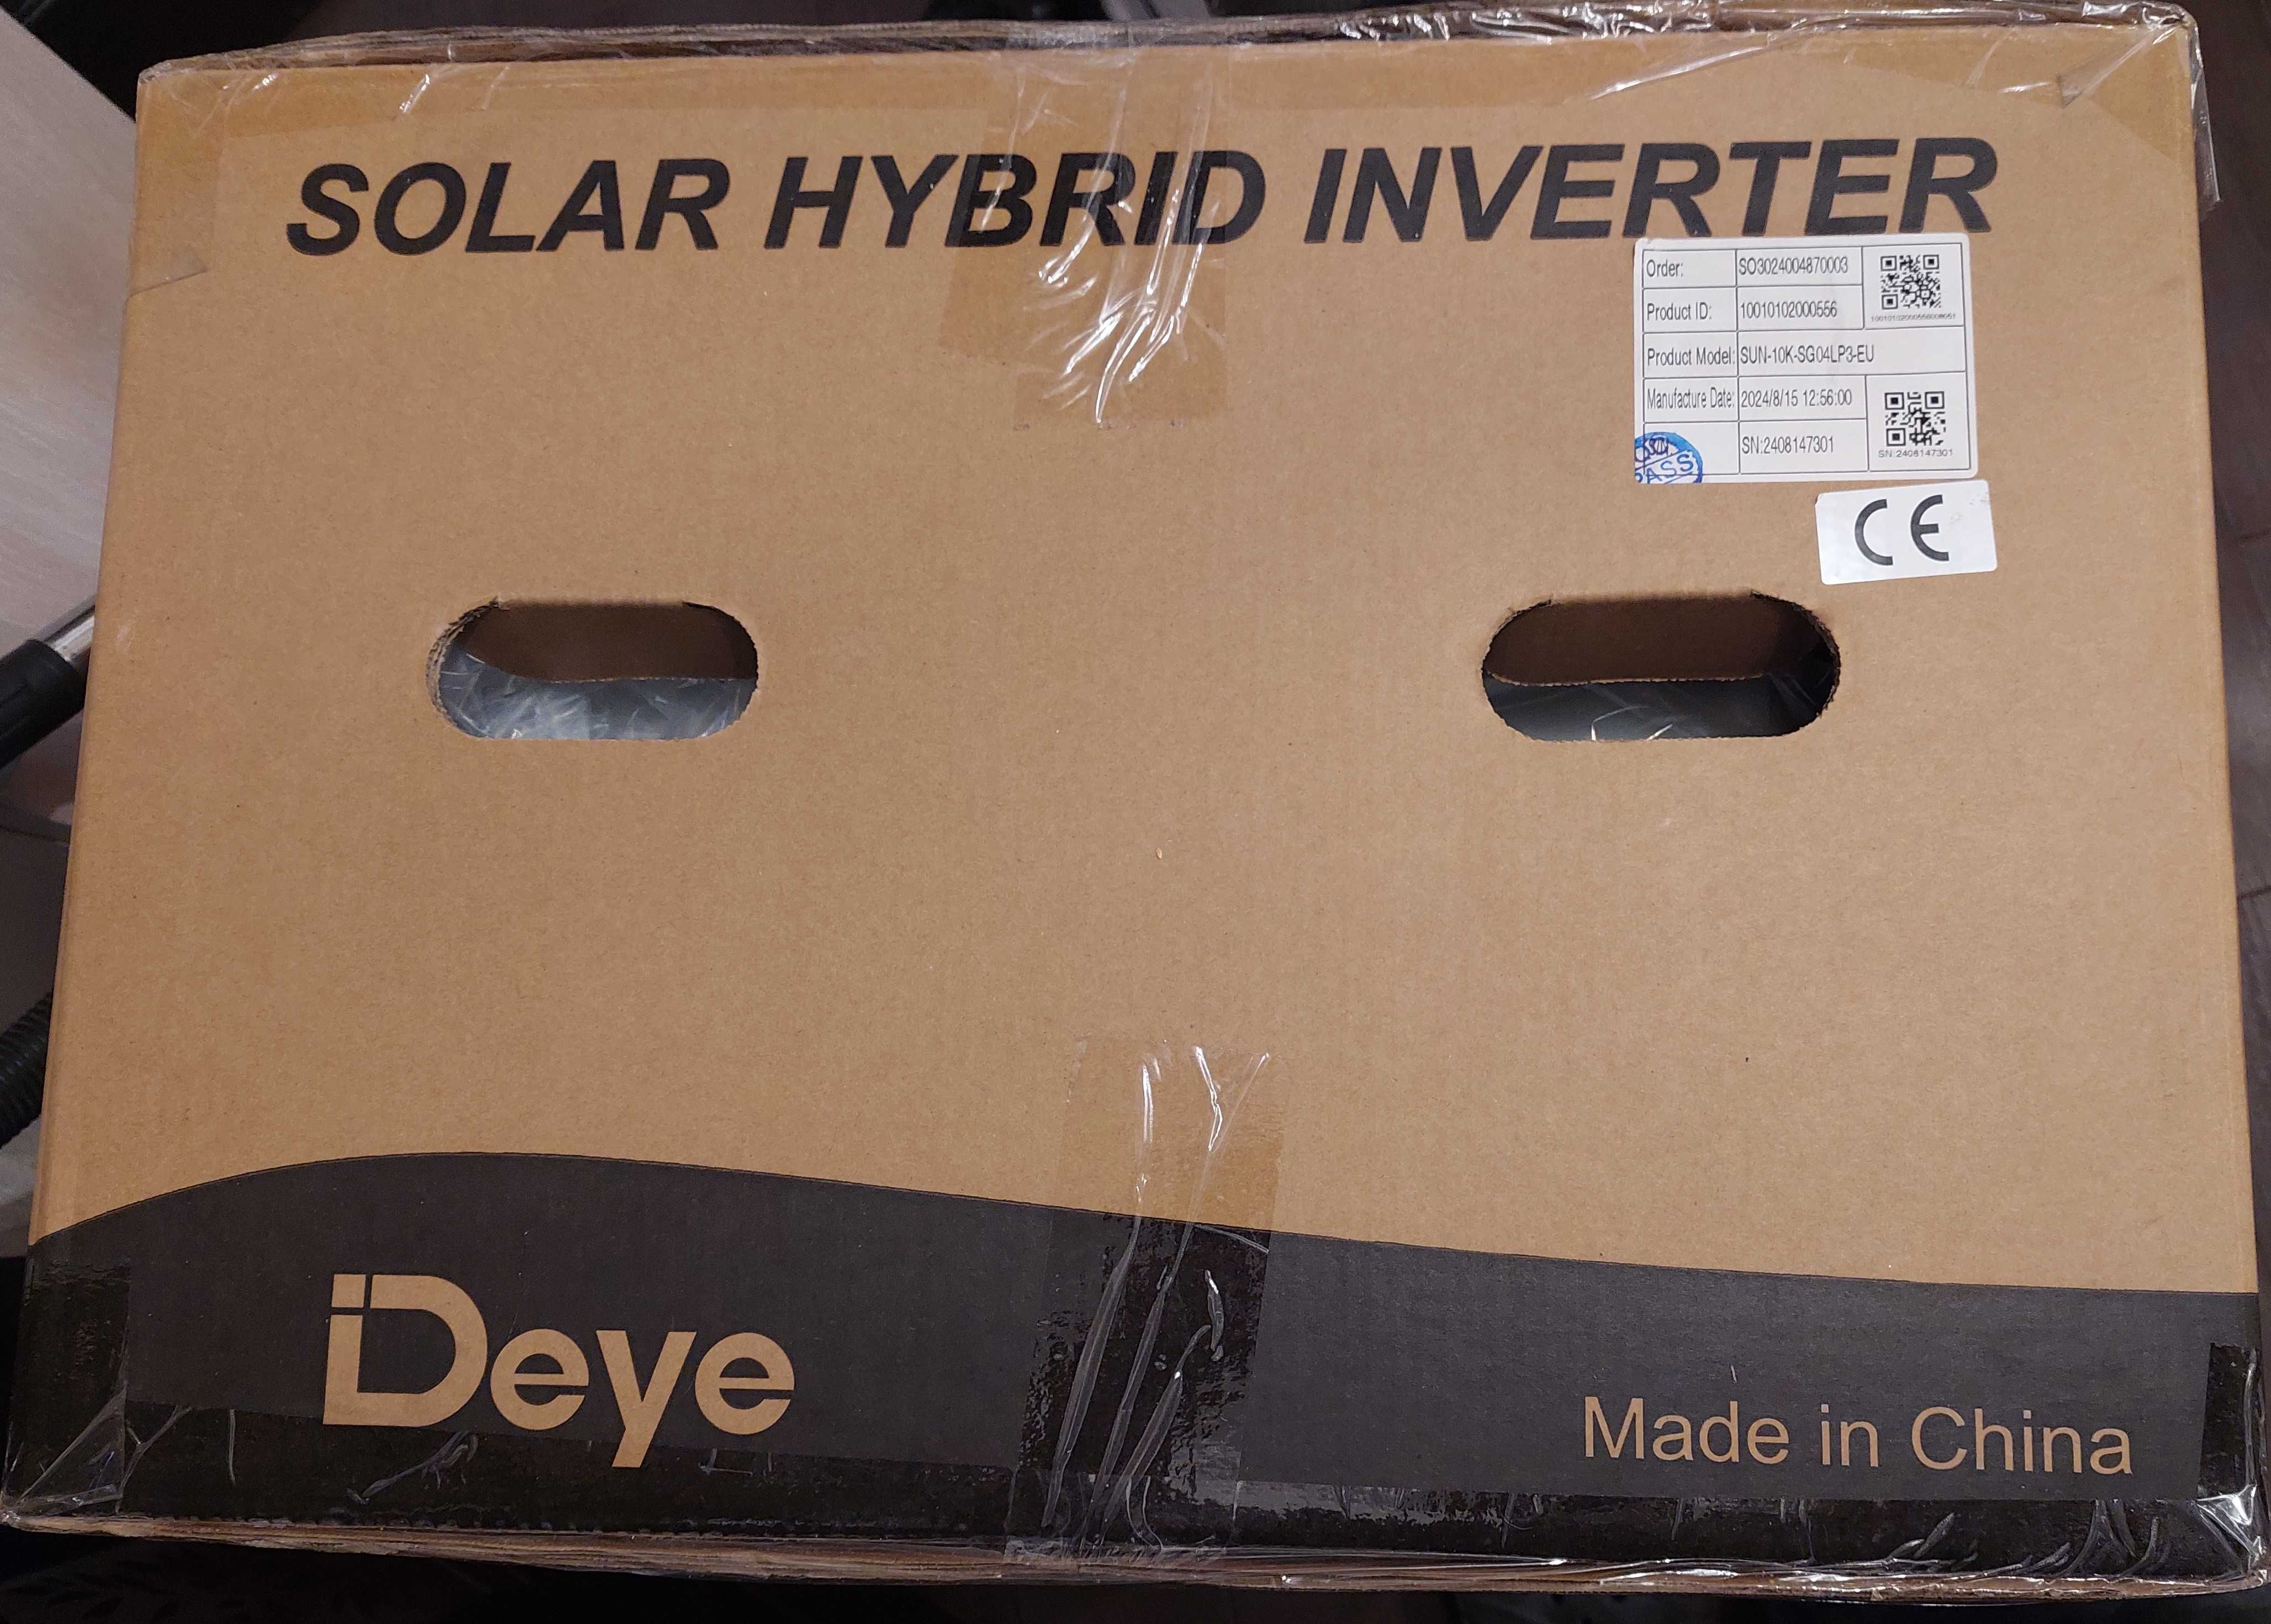 SOLAR HYBRID INVERTER
Order: SO3024004870003
Product ID: 10010102000556
Product Model: SUN-10K-SG04LP3-EU
Manufacture Date: 2024/8/15 12:56:00
SN:2408147301
SN:2408147301
CE
Deye
Made in China